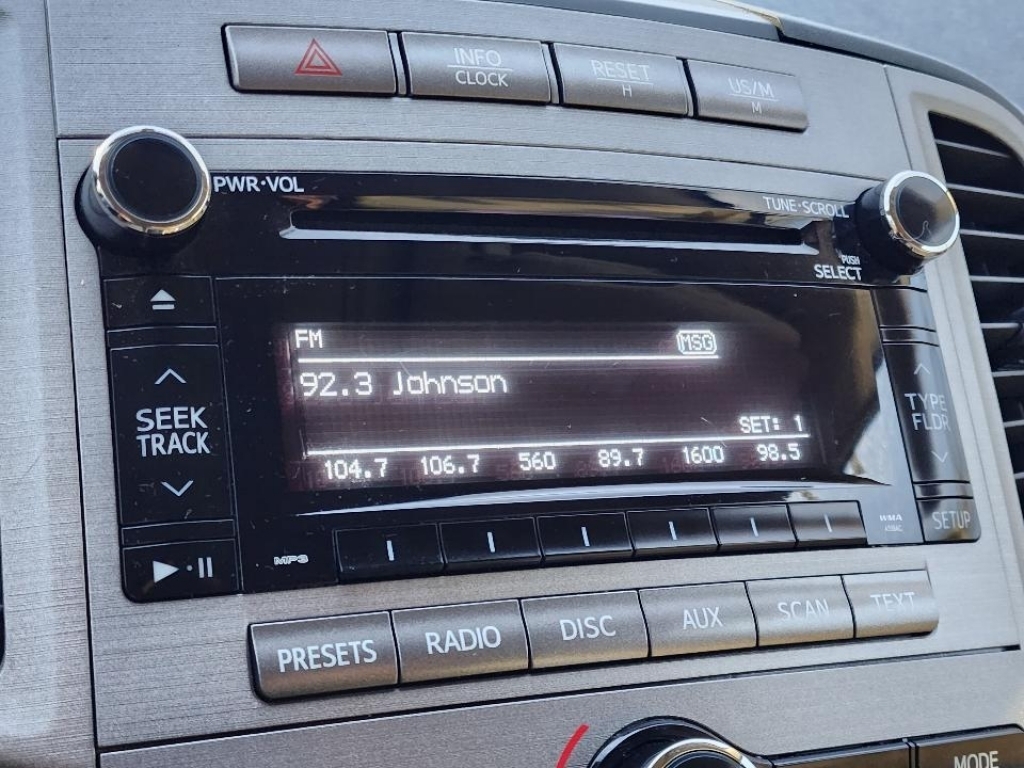 INFO
CLOCK
RESET
H
US/M
M
PWR·VOL
TUNE·SCROLL
PUSH
SELECT
FM
MSG
92.3 Johnson
SET: 1
104.7 106.7 560 89.7 1600 98.5
SEEK
TRACK
TYPE
FLDR
MP3
WMA
SETUP
PRESETS RADIO DISC AUX SCAN TEXT
MODE